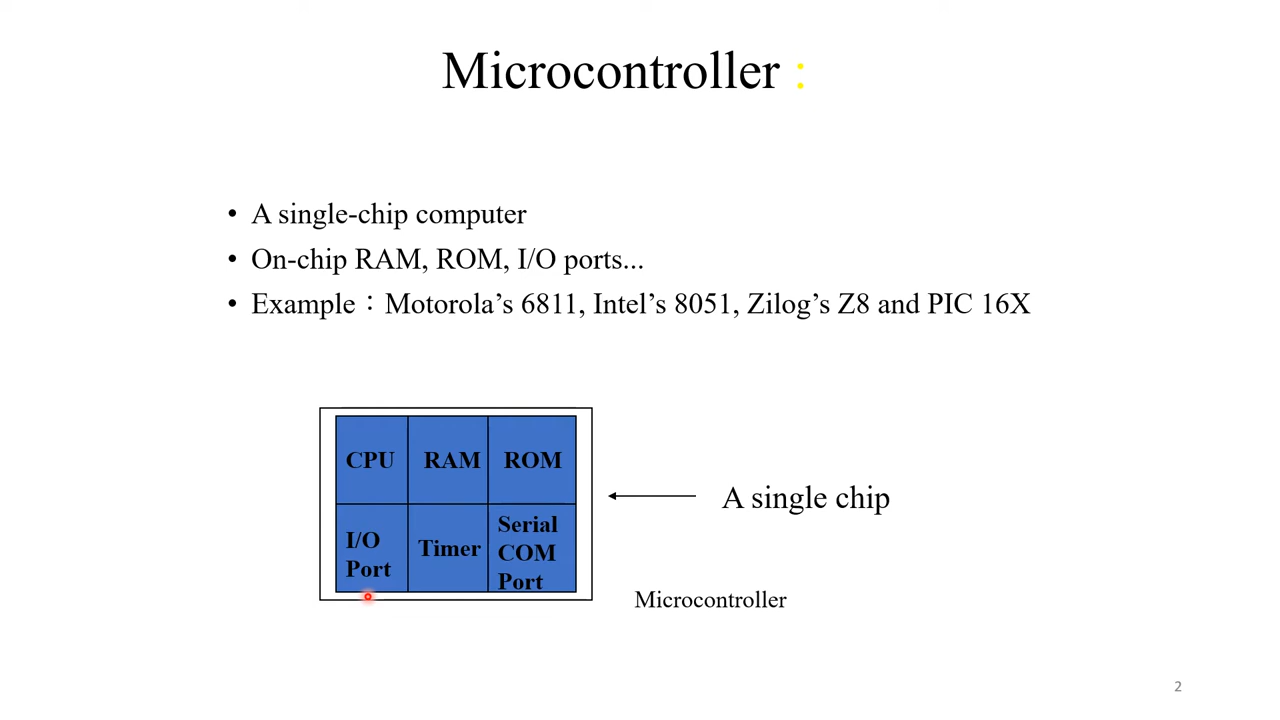 Microcontroller :
• A single-chip computer
• On-chip RAM, ROM, I/O ports...
• Example：Motorola’s 6811, Intel’s 8051, Zilog’s Z8 and PIC 16X
CPU
RAM
ROM
I/O
Port
Timer
Serial
COM
Port
A single chip
Microcontroller
2